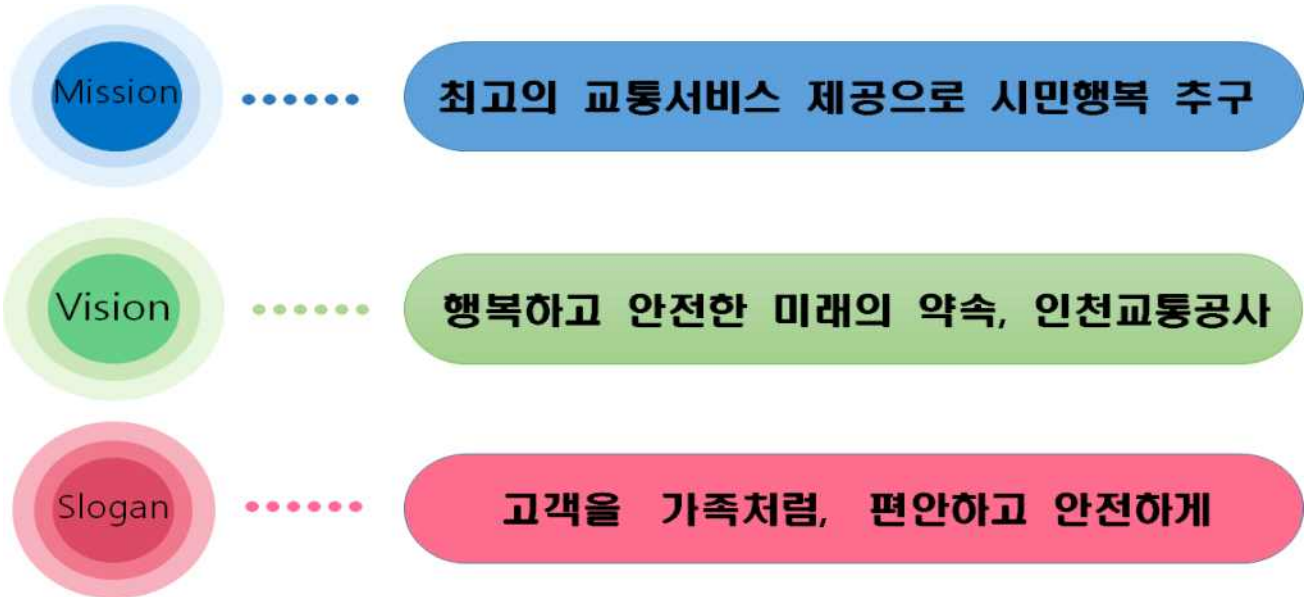 Mission
최고의 교통서비스 제공으로 시민행복 추구
Vision
행복하고 안전한 미래의 약속, 인천교통공사
Slogan
고객을 가족처럼, 편안하고 안전하게